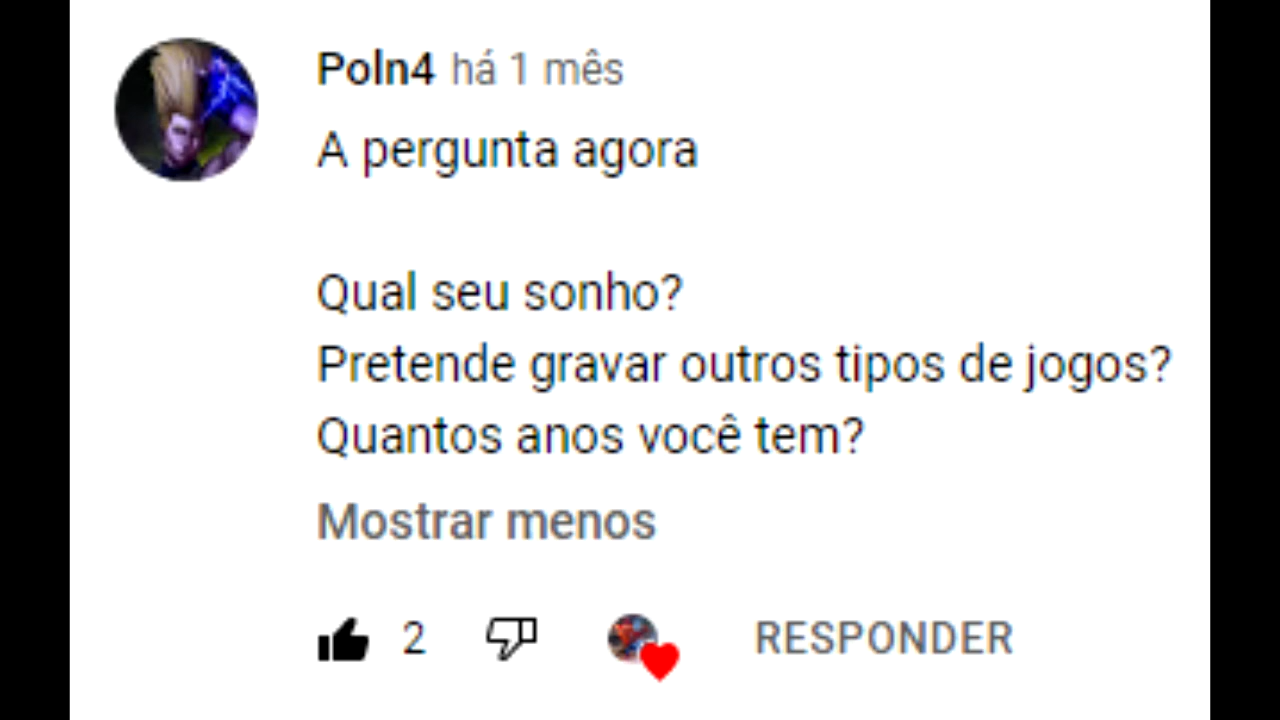 Poln4 há 1 mês
A pergunta agora
Qual seu sonho?
Pretende gravar outros tipos de jogos?
Quantos anos você tem?
Mostrar menos
2 RESPONDER